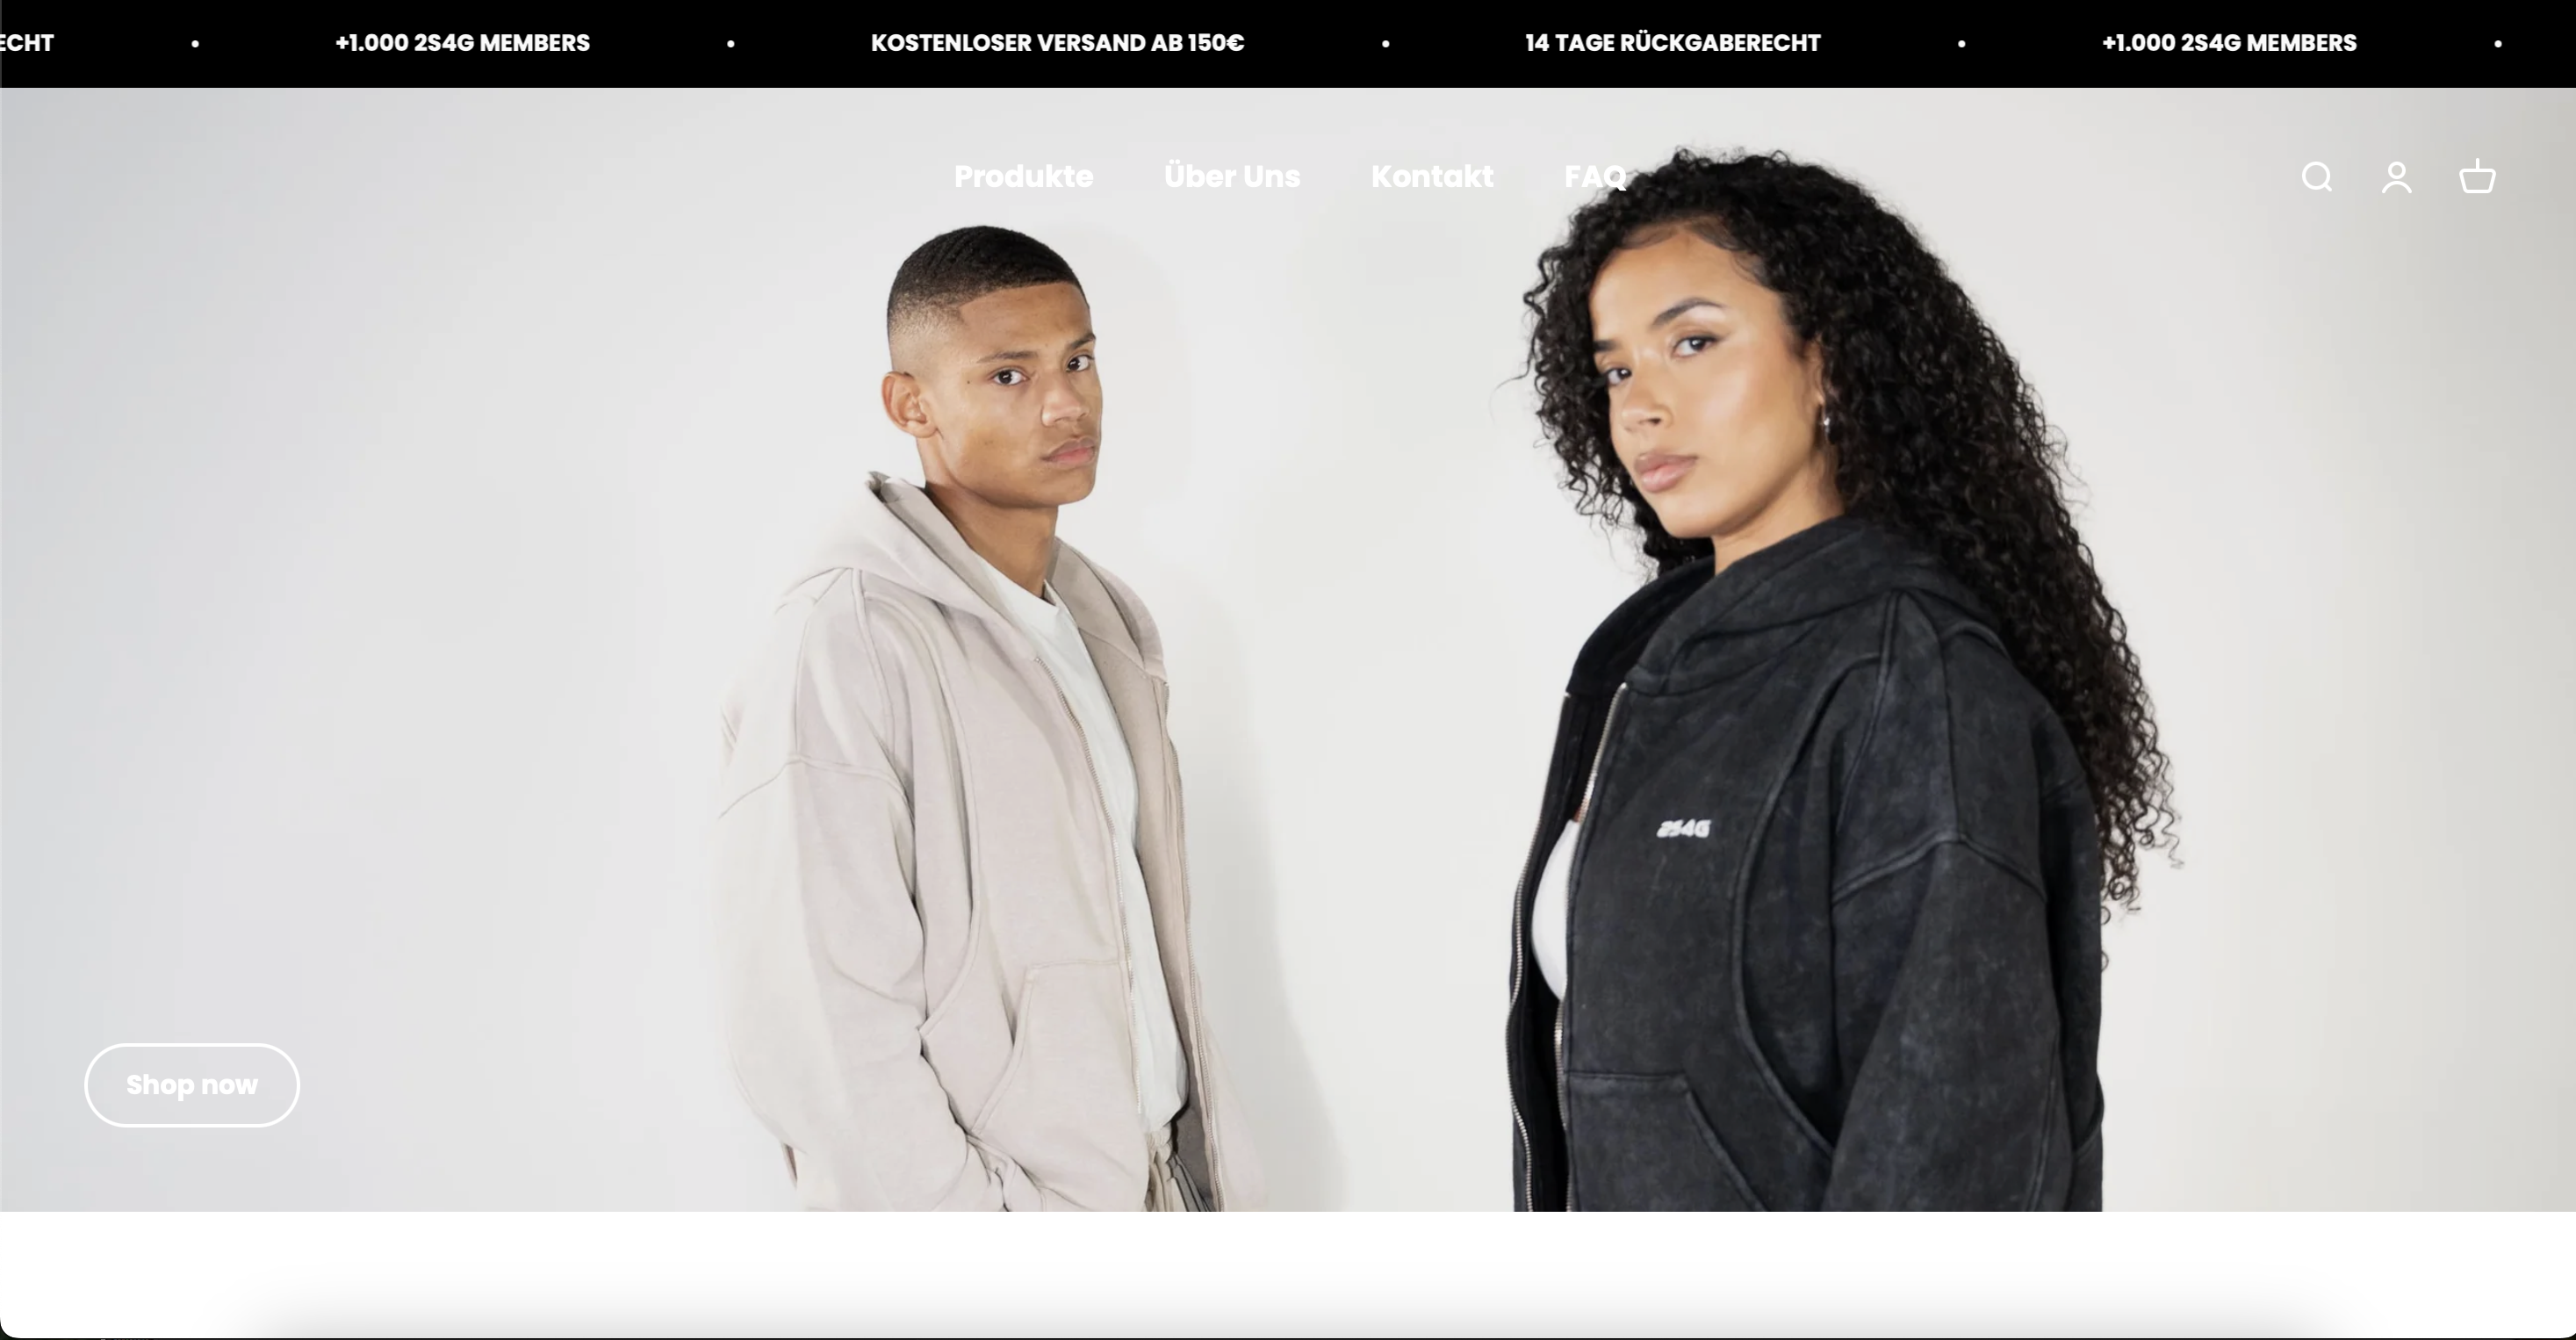 ECHT • +1.000 2S4G MEMBERS • KOSTENLOSER VERSAND AB 150€ • 14 TAGE RÜCKGABERECHT • +1.000 2S4G MEMBERS •
Produkte Über Uns Kontakt FAQ
2S4G
Shop now